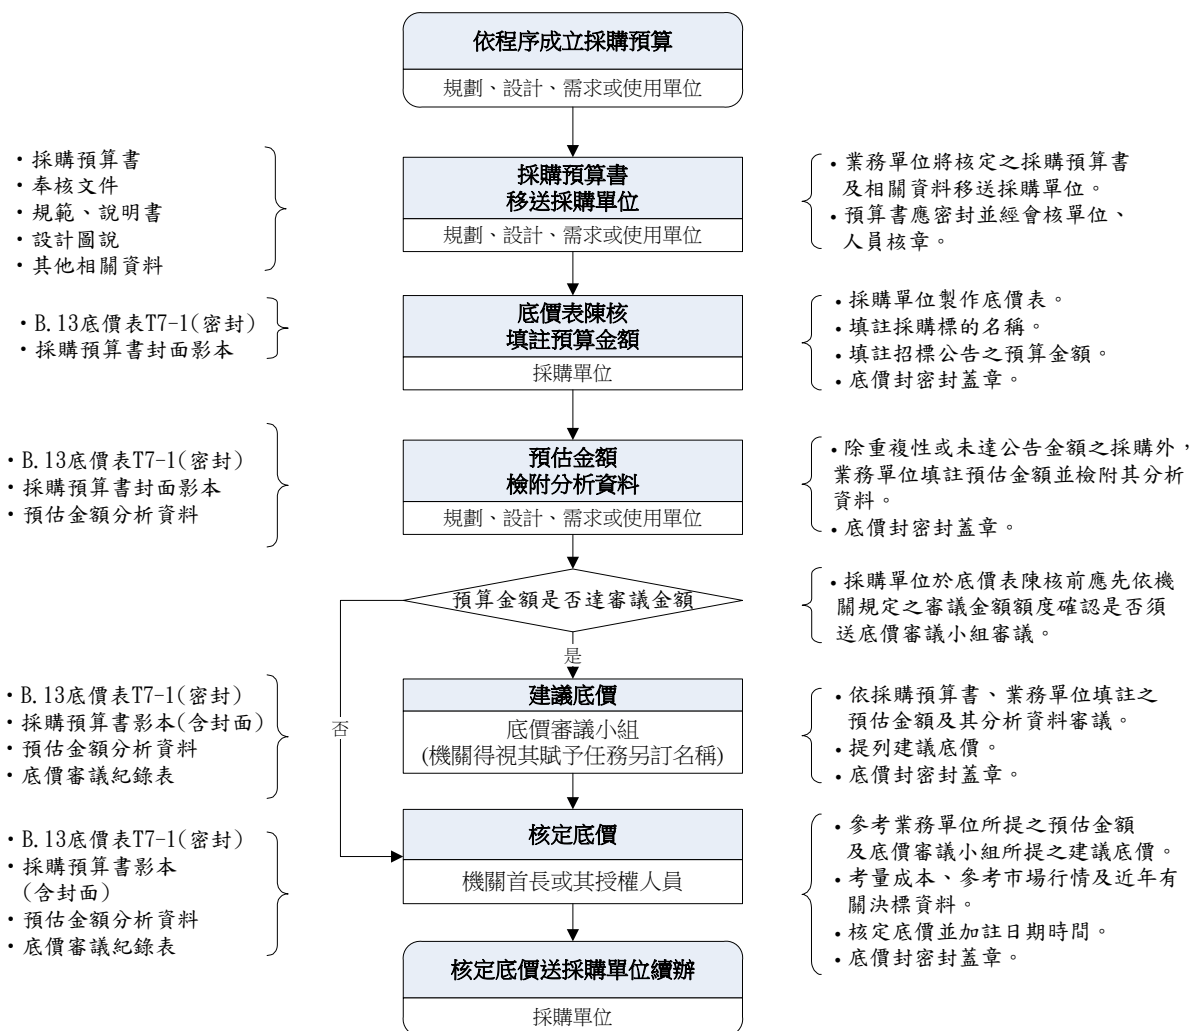 依程序成立採購預算
規劃、設計、需求或使用單位
・採購預算書
・奉核文件
・規範、說明書
・設計圖說
・其他相關資料
採購預算書
移送採購單位
規劃、設計、需求或使用單位
・業務單位將核定之採購預算書
及相關資料移送採購單位。
・預算書應密封並經會核單位、
人員核章。
・B.13底價表T7-1(密封)
・採購預算書封面影本
底價表陳核
填註預算金額
採購單位
・採購單位製作底價表。
・填註採購標的名稱。
・填註招標公告之預算金額。
・底價封密封蓋章。
・B.13底價表T7-1(密封)
・採購預算書封面影本
・預估金額分析資料
預估金額
檢附分析資料
規劃、設計、需求或使用單位
・除重複性或未達公告金額之採購外，
業務單位填註預估金額並檢附其分析
資料。
・底價封密封蓋章。
預算金額是否達審議金額
・採購單位於底價表陳核前應先依機
關規定之審議金額額度確認是否須
送底價審議小組審議。
是
否
・B.13底價表T7-1(密封)
・採購預算書影本(含封面)
・預估金額分析資料
・底價審議紀錄表
建議底價
底價審議小組
(機關得視其賦予任務另訂名稱)
・依採購預算書、業務單位填註之
預估金額及其分析資料審議。
・提列建議底價。
・底價封密封蓋章。
・B.13底價表T7-1(密封)
・採購預算書影本
(含封面)
・預估金額分析資料
・底價審議紀錄表
核定底價
機關首長或其授權人員
・參考業務單位所提之預估金額
及底價審議小組所提之建議底價。
・考量成本、參考市場行情及近年有
關決標資料。
・核定底價並加註日期時間。
・底價封密封蓋章。
核定底價送採購單位續辦
採購單位